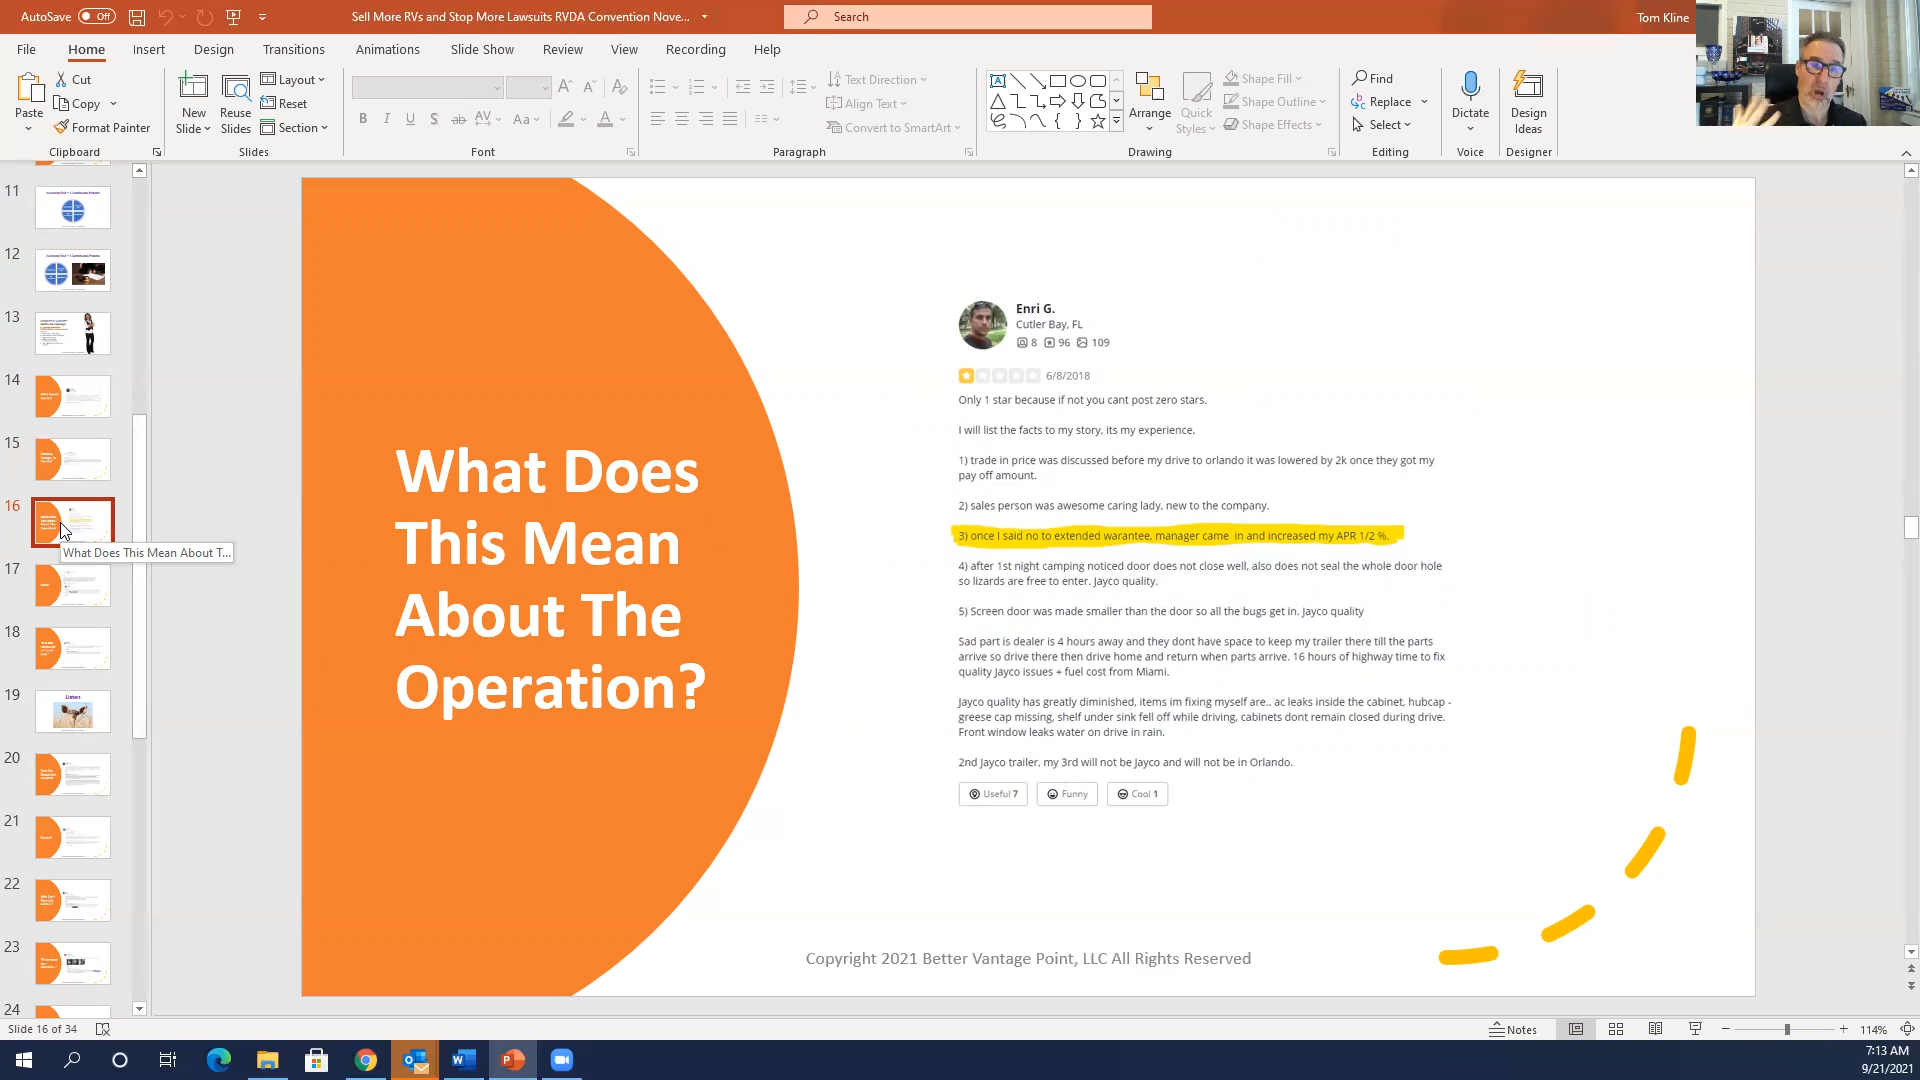 AutoSave Off
Sell More RVs and Stop More Lawsuits RVDA Convention Nove...
Search
Tom Kline
File Home Insert Design Transitions Animations Slide Show Review View Recording Help
Paste
Cut
Copy
Format Painter
Clipboard
New Slide
Reuse Slides
Layout
Reset
Section
Slides
Font
Text Direction
Align Text
Convert to SmartArt
Paragraph
Arrange
Quick Styles
Shape Fill
Shape Outline
Shape Effects
Drawing
Find
Replace
Select
Editing
Dictate
Voice
Design Ideas
Designer
11
12
13
14
15
16
What Does This Mean About T...
17
18
19
Listen
20
21
22
23
24
What Does
This Mean
About The
Operation?
Enri G.
Cutler Bay, FL
8 96 109
6/8/2018
Only 1 star because if not you cant post zero stars.
I will list the facts to my story, its my experience.
1) trade in price was discussed before my drive to orlando it was lowered by 2k once they got my
pay off amount.
2) sales person was awesome caring lady, new to the company.
3) once I said no to extended warantee, manager came in and increased my APR 1/2 %.
4) after 1st night camping noticed door does not close well, also does not seal the whole door hole
so lizards are free to enter. Jayco quality.
5) Screen door was made smaller than the door so all the bugs get in. Jayco quality
Sad part is dealer is 4 hours away and they dont have space to keep my trailer there till the parts
arrive so drive there then drive home and return when parts arrive. 16 hours of highway time to fix
quality Jayco issues + fuel cost from Miami.
Jayco quality has greatly diminished, items im fixing myself are.. ac leaks inside the cabinet, hubcap -
greese cap missing, shelf under sink fell off while driving, cabinets dont remain closed during drive.
Front window leaks water on drive in rain.
2nd Jayco trailer, my 3rd will not be Jayco and will not be in Orlando.
Useful 7 Funny Cool 1
Copyright 2021 Better Vantage Point, LLC All Rights Reserved
Slide 16 of 34
Notes
114%
7:13 AM
9/21/2021